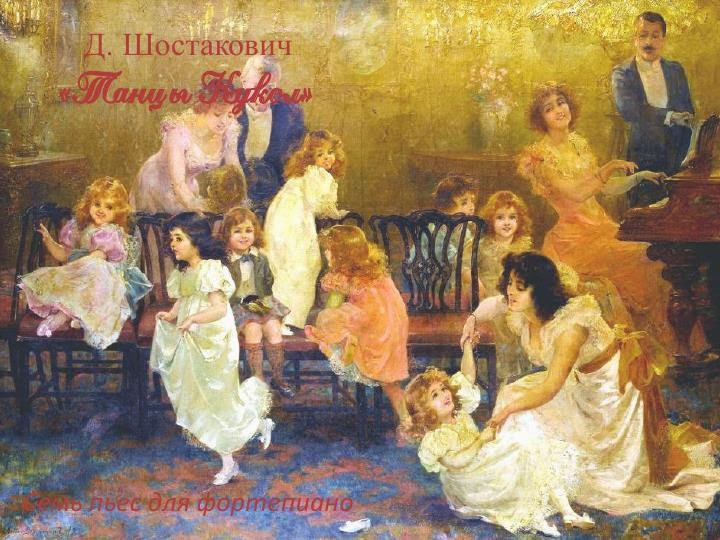 Д. Шостакович
«Танцы Кукол»
Семь пьес для фортепиано